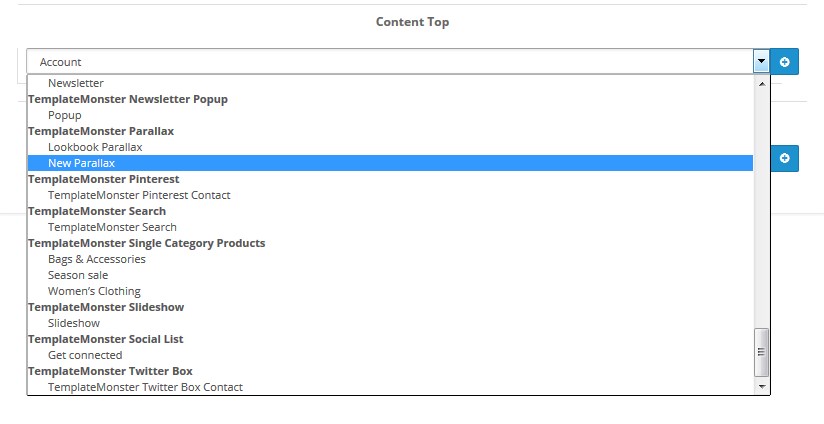 Content Top
Account
Newsletter
TemplateMonster Newsletter Popup
Popup
TemplateMonster Parallax
Lookbook Parallax
New Parallax
TemplateMonster Pinterest
TemplateMonster Pinterest Contact
TemplateMonster Search
TemplateMonster Search
TemplateMonster Single Category Products
Bags & Accessories
Season sale
Women’s Clothing
TemplateMonster Slideshow
Slideshow
TemplateMonster Social List
Get connected
TemplateMonster Twitter Box
TemplateMonster Twitter Box Contact